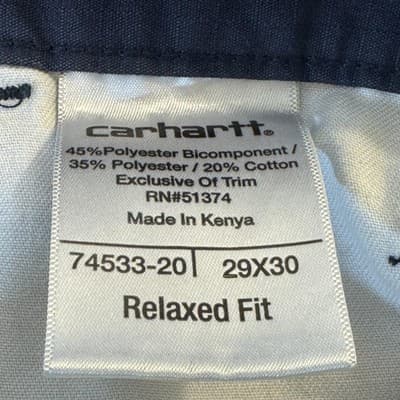 carhartt®
45%Polyester Bicomponent /
35% Polyester / 20% Cotton
Exclusive Of Trim
RN#51374
Made In Kenya
74533-20 | 29X30
Relaxed Fit